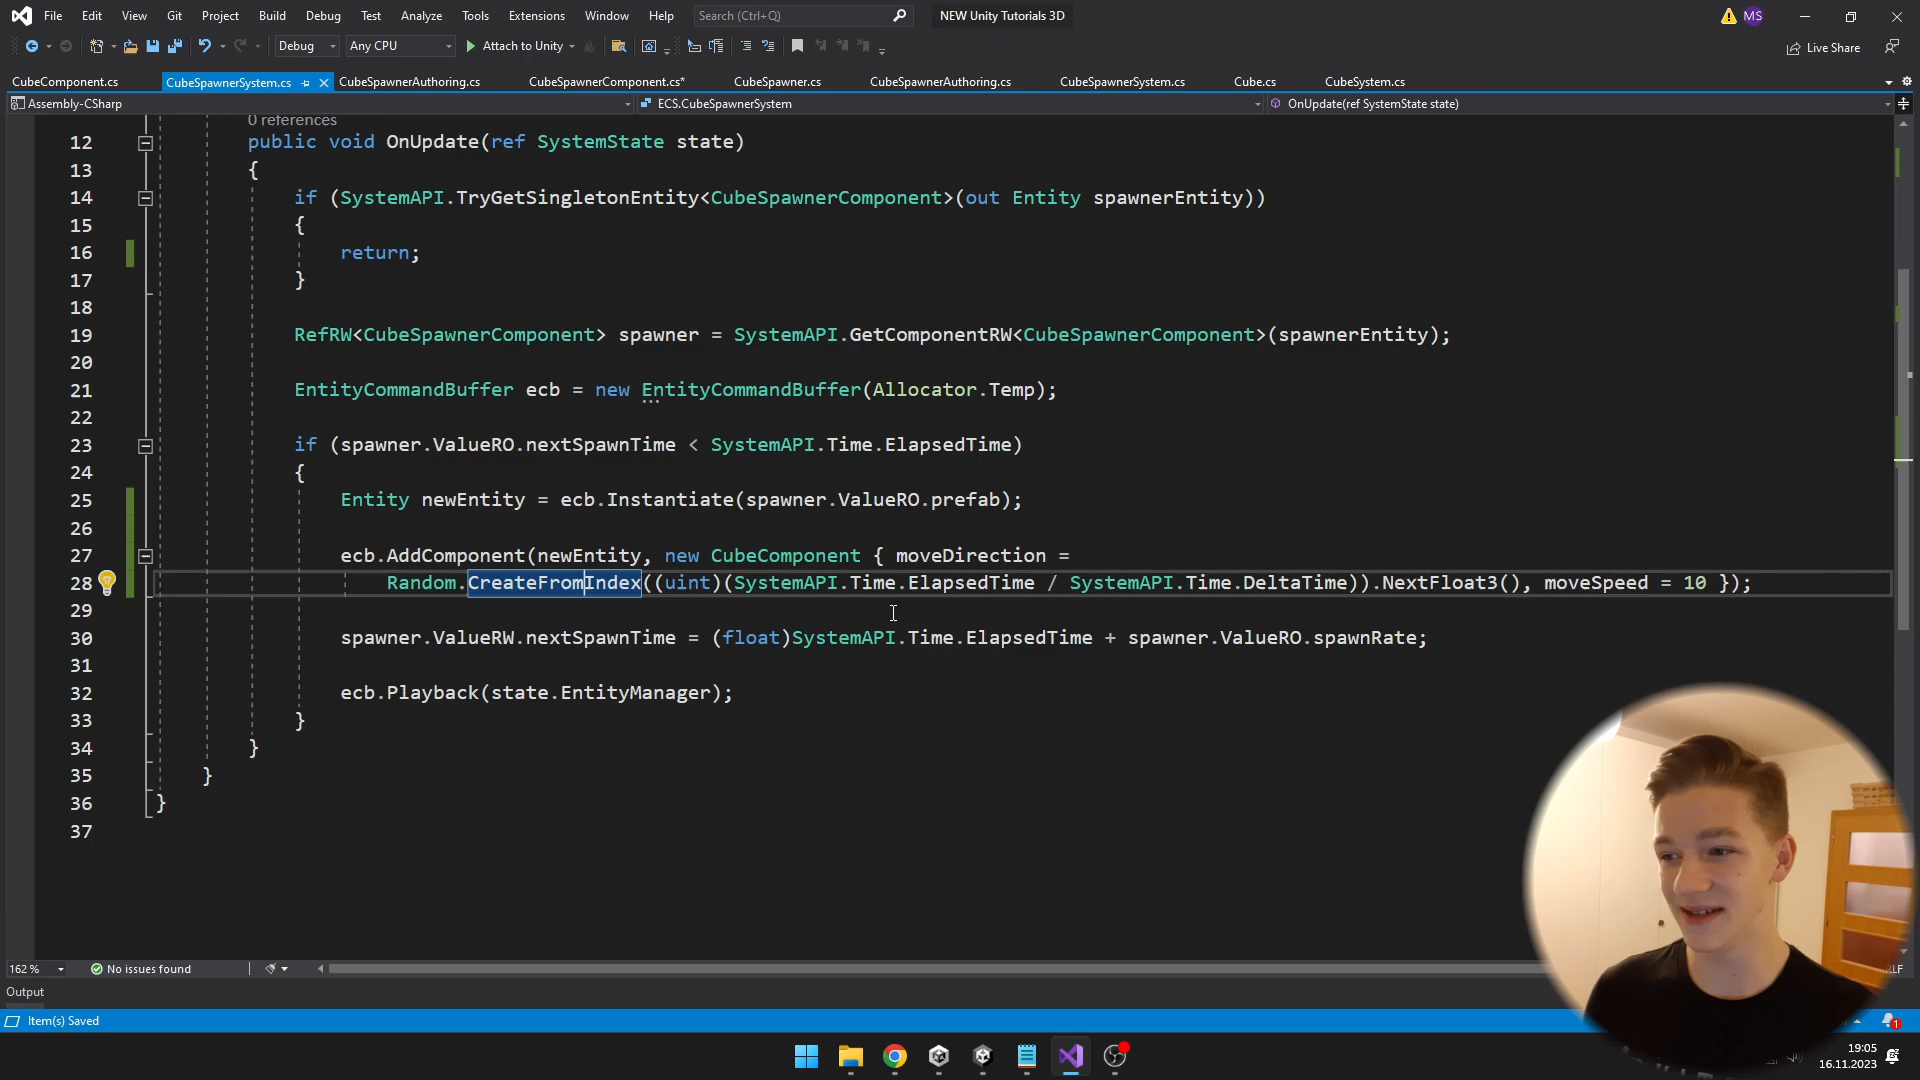 File Edit View Git Project Build Debug Test Analyze Tools Extensions Window Help Search (Ctrl+Q) NEW Unity Tutorials 3D MS
Debug Any CPU Attach to Unity Live Share
CubeComponent.cs CubeSpawnerSystem.cs CubeSpawnerAuthoring.cs CubeSpawnerComponent.cs* CubeSpawner.cs CubeSpawnerAuthoring.cs CubeSpawnerSystem.cs Cube.cs CubeSystem.cs
Assembly-CSharp ECS.CubeSpawnerSystem OnUpdate(ref SystemState state)
0 references
12 public void OnUpdate(ref SystemState state)
13 {
14 if (SystemAPI.TryGetSingletonEntity<CubeSpawnerComponent>(out Entity spawnerEntity))
15 {
16 return;
17 }
18
19 RefRW<CubeSpawnerComponent> spawner = SystemAPI.GetComponentRW<CubeSpawnerComponent>(spawnerEntity);
20
21 EntityCommandBuffer ecb = new EntityCommandBuffer(Allocator.Temp);
22
23 if (spawner.ValueRO.nextSpawnTime < SystemAPI.Time.ElapsedTime)
24 {
25 Entity newEntity = ecb.Instantiate(spawner.ValueRO.prefab);
26
27 ecb.AddComponent(newEntity, new CubeComponent { moveDirection =
28 Random.CreateFromIndex((uint)(SystemAPI.Time.ElapsedTime / SystemAPI.Time.DeltaTime)).NextFloat3(), moveSpeed = 10 });
29
30 spawner.ValueRW.nextSpawnTime = (float)SystemAPI.Time.ElapsedTime + spawner.ValueRO.spawnRate;
31
32 ecb.Playback(state.EntityManager);
33 }
34 }
35 }
36 }
37
162 % No issues found
Output
Item(s) Saved 1
19:05
16.11.2023